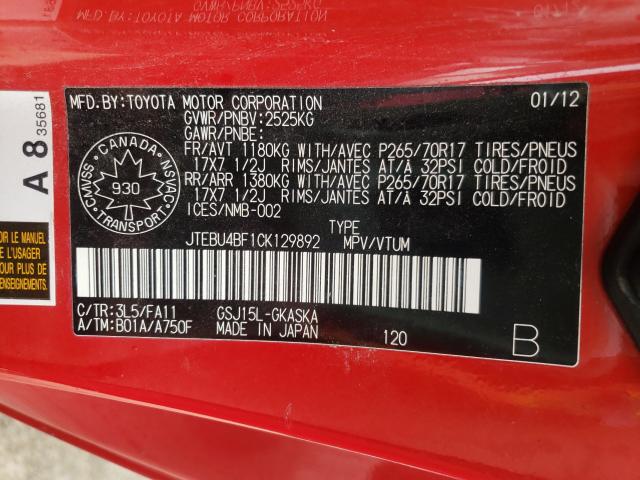 MFD.BY:TOYOTA MOTOR CORPORATION 01/12
GVWR/PNBV:2525KG
GAWR/PNBE:
FR/AVT 1180KG WITH/AVEC P265/70R17 TIRES/PNEUS
17X7 1/2J RIMS/JANTES AT/A 32PSI COLD/FROID
RR/ARR 1380KG WITH/AVEC P265/70R17 TIRES/PNEUS
17X7 1/2J RIMS/JANTES AT/A 32PSI COLD/FROID
ICES/NMB-002
TYPE
JTEBU4BF1CK129892 MPV/VTUM
C/TR:3L5/FA11 GSJ15L-GKASKA
A/TM:B01A/A750F MADE IN JAPAN 120 B
CANADA
CMVSS NSVAC
930
TRANSPORT
A 8 35681
R LE MANUEL
DE L'USAGER
POUR PLUS DE